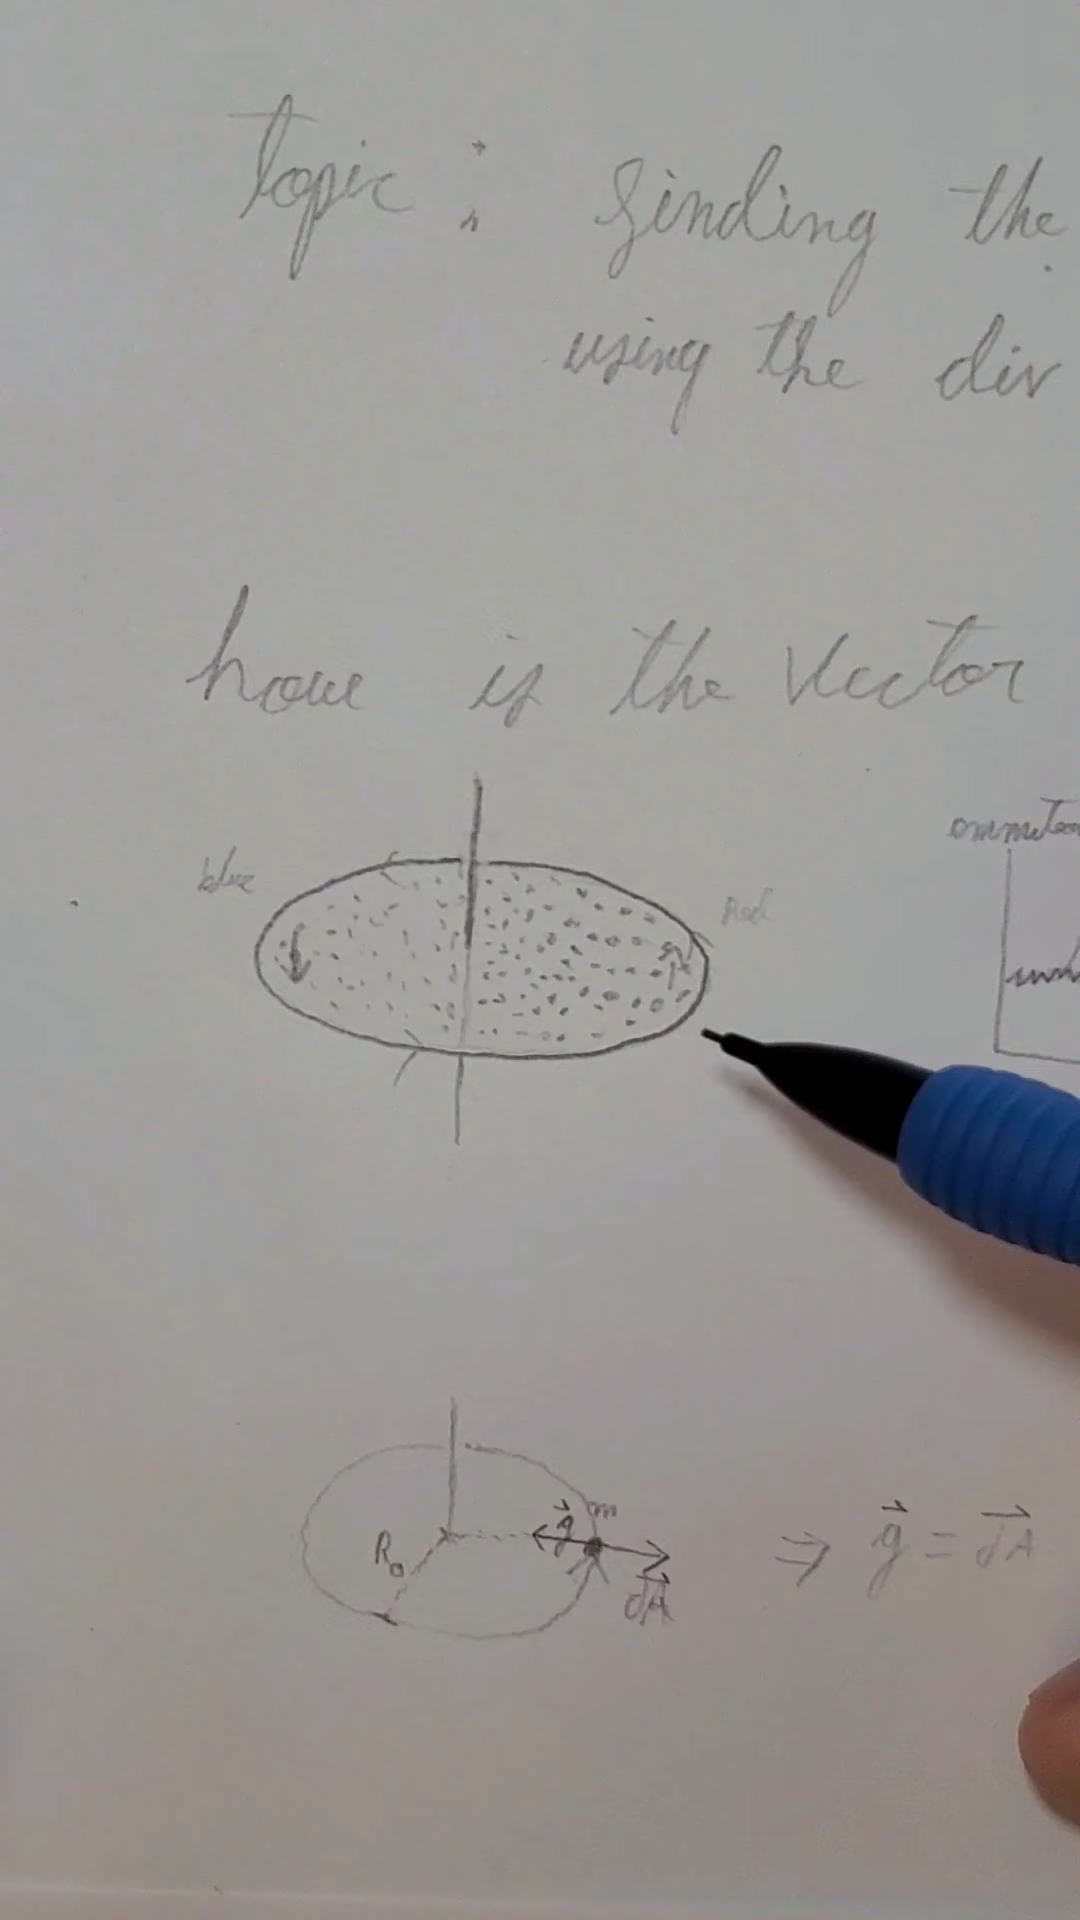 topic : finding the
using the div
how is the vector
blue
Red
m
g
R₀
dA
⇒ g⃗ = dA⃗